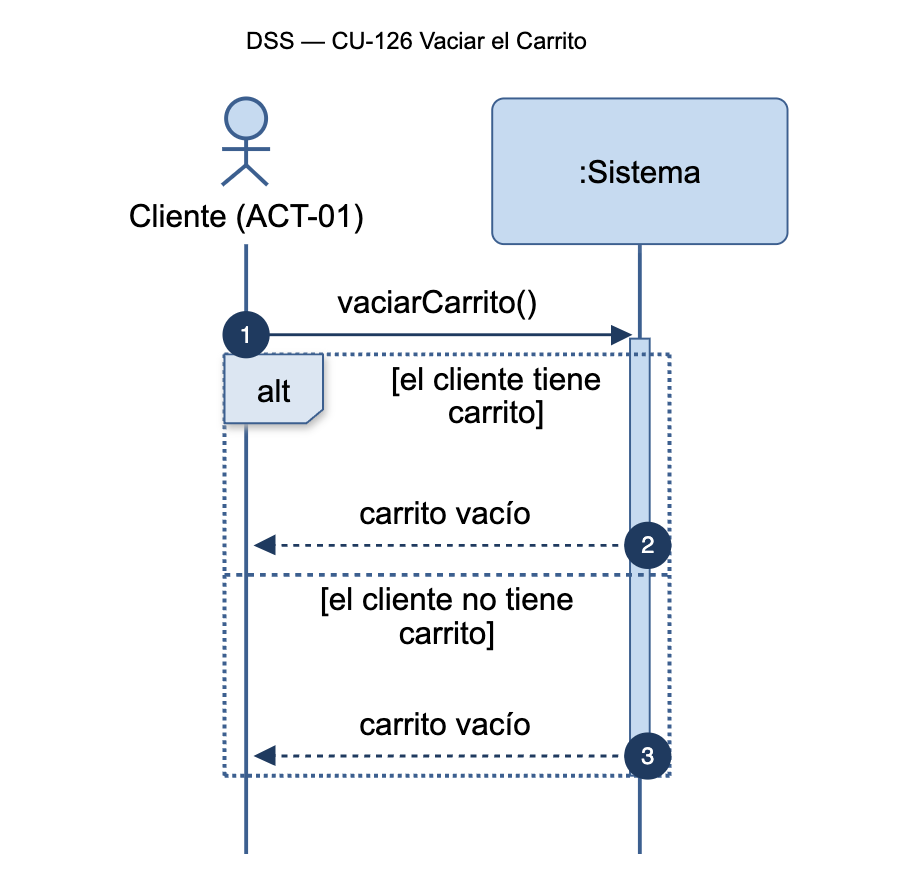 DSS — CU-126 Vaciar el Carrito
Cliente (ACT-01)
:Sistema
vaciarCarrito()
1
alt
[el cliente tiene
carrito]
carrito vacío
2
[el cliente no tiene
carrito]
carrito vacío
3